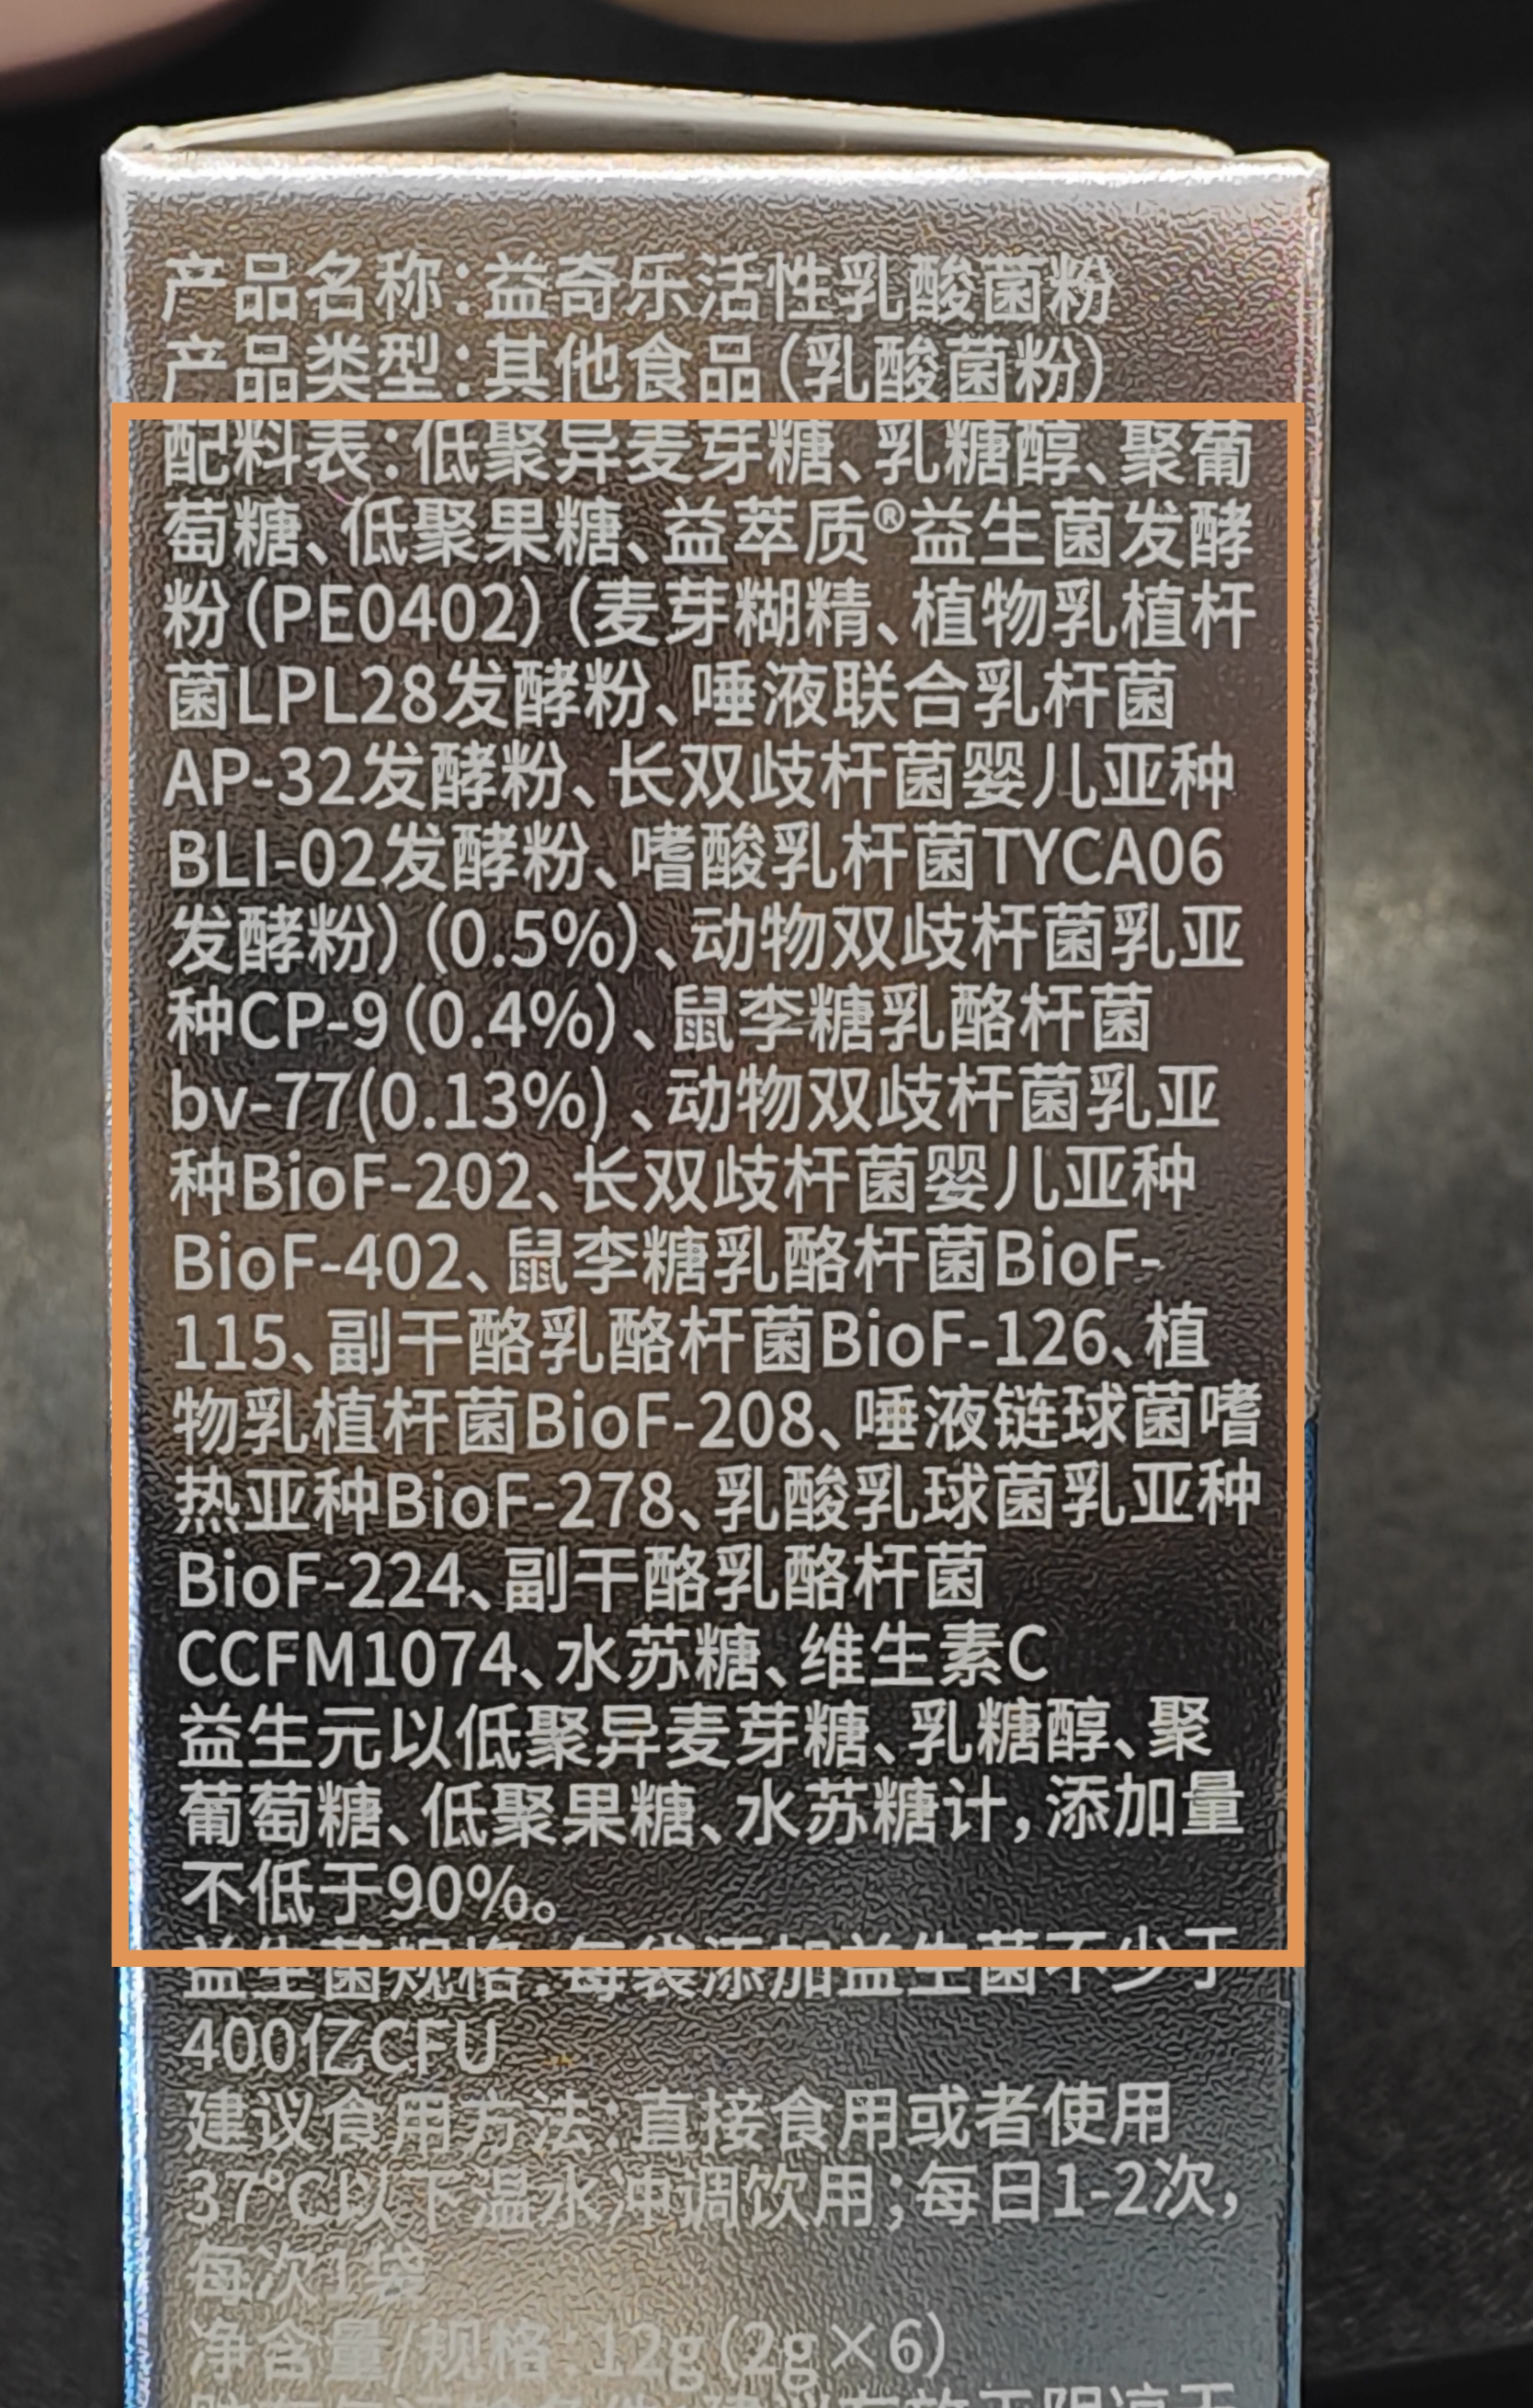 产品名称：益奇乐活性乳酸菌粉
产品类型：其他食品（乳酸菌粉）
配料表：低聚异麦芽糖、乳糖醇、聚葡
萄糖、低聚果糖、益萃质®益生菌发酵
粉（PE0402）（麦芽糊精、植物乳植杆
菌LPL28发酵粉、唾液联合乳杆菌
AP-32发酵粉、长双歧杆菌婴儿亚种
BLI-02发酵粉、嗜酸乳杆菌TYCA06
发酵粉）（0.5%）、动物双歧杆菌乳亚
种CP-9（0.4%）、鼠李糖乳酪杆菌
bv-77(0.13%)、动物双歧杆菌乳亚
种BioF-202、长双歧杆菌婴儿亚种
BioF-402、鼠李糖乳酪杆菌BioF-
115、副干酪乳酪杆菌BioF-126、植
物乳植杆菌BioF-208、唾液链球菌嗜
热亚种BioF-278、乳酸乳球菌乳亚种
BioF-224、副干酪乳酪杆菌
CCFM1074、水苏糖、维生素C
益生元以低聚异麦芽糖、乳糖醇、聚
葡萄糖、低聚果糖、水苏糖计，添加量
不低于90%。
益生菌规格：每袋添加益生菌不少于
400亿CFU
建议食用方法：直接食用或者使用
37℃以下温水冲调饮用；每日1-2次，
每次1袋
净含量/规格：12g（2g×6）